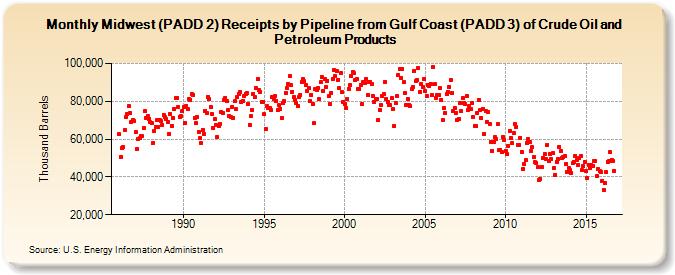 Monthly Midwest (PADD 2) Receipts by Pipeline from Gulf Coast (PADD 3) of Crude Oil and
Petroleum Products
Thousand Barrels
100,000
80,000
60,000
40,000
20,000
1990
1995
2000
2005
2010
2015
Source: U.S. Energy Information Administration